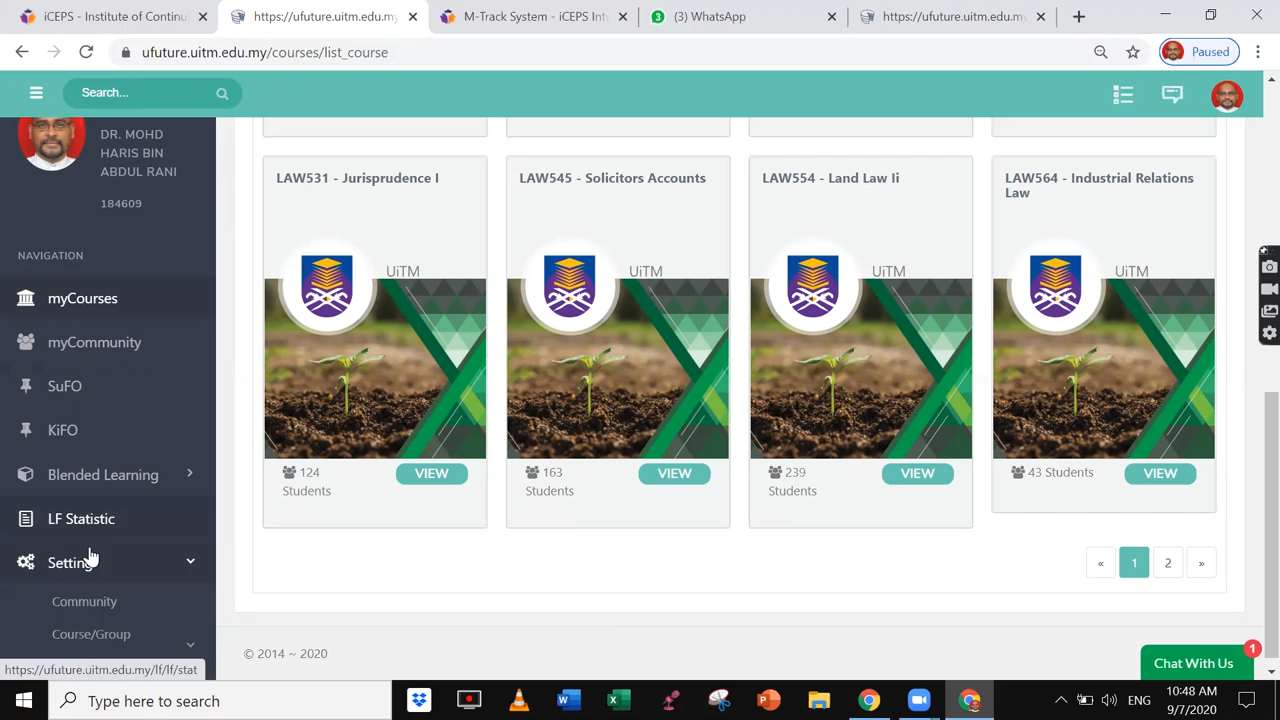 iCEPS - Institute of Continu
https://ufuture.uitm.edu.my/
M-Track System - iCEPS Inte
3
(3) WhatsApp
https://ufuture.uitm.edu.my/
ufuture.uitm.edu.my/courses/list_course
Paused
Search...
DR. MOHD
HARIS BIN
ABDUL RANI
184609
NAVIGATION
myCourses
myCommunity
SuFO
KiFO
Blended Learning
LF Statistic
Setting
Community
Course/Group
https://ufuture.uitm.edu.my/lf/lf/stat
LAW531 - Jurisprudence I
UiTM
124
Students
VIEW
LAW545 - Solicitors Accounts
UiTM
163
Students
VIEW
LAW554 - Land Law Ii
UiTM
239
Students
VIEW
LAW564 - Industrial Relations
Law
UiTM
43 Students
VIEW
« 1 2 »
© 2014 ~ 2020
Chat With Us
1
Type here to search
ENG
10:48 AM
9/7/2020